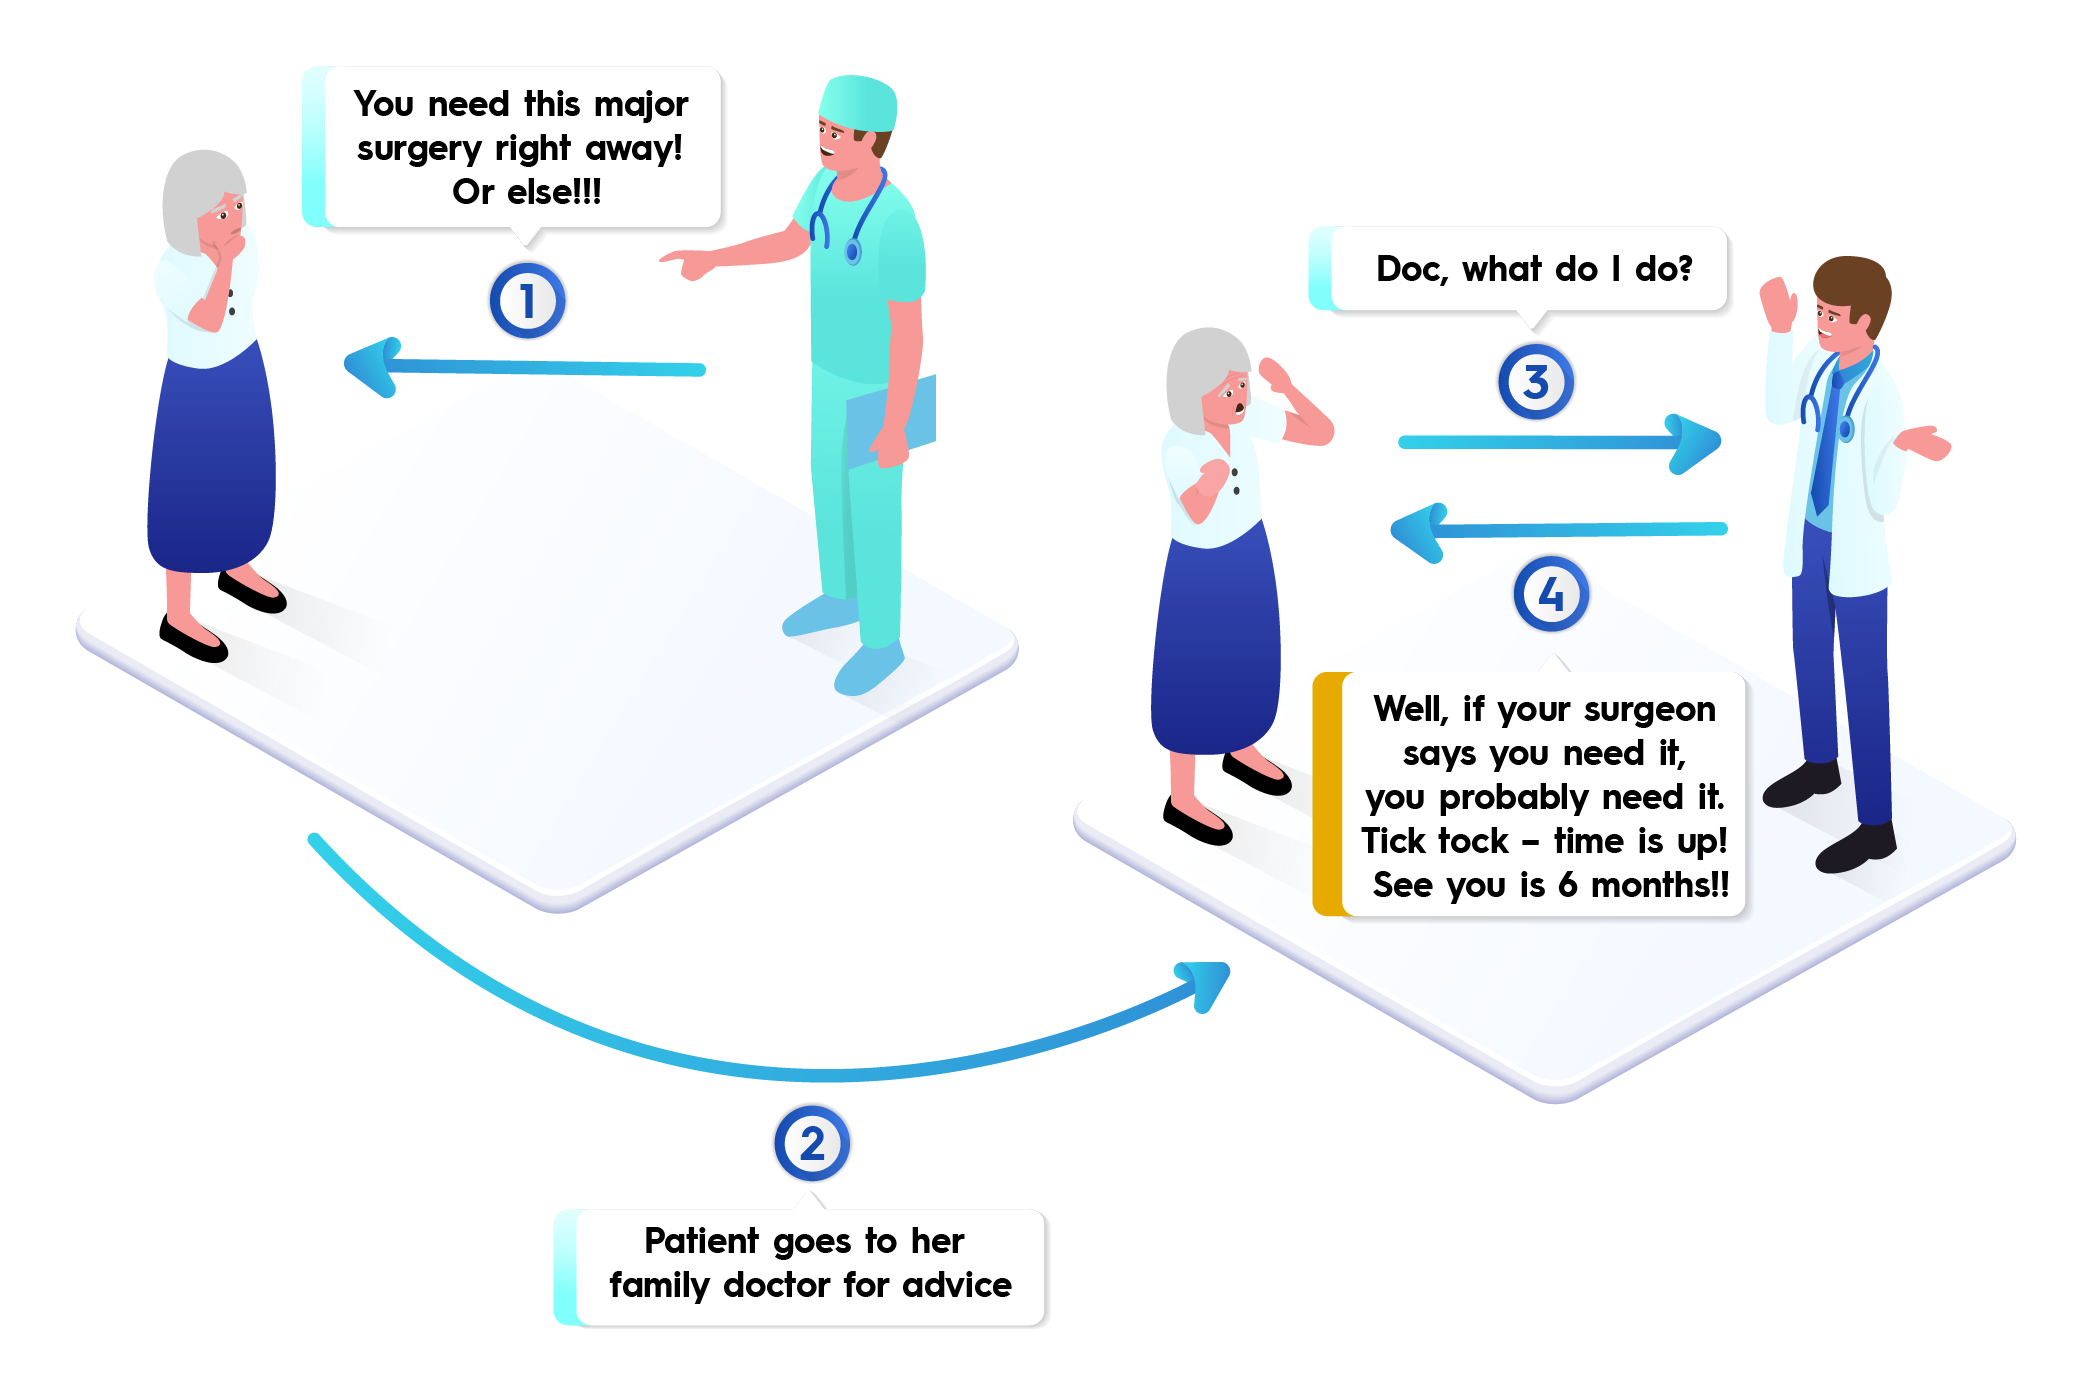 You need this major
surgery right away!
Or else!!!
1
2
Patient goes to her
family doctor for advice
Doc, what do I do?
3
4
Well, if your surgeon
says you need it,
you probably need it.
Tick tock – time is up!
See you is 6 months!!